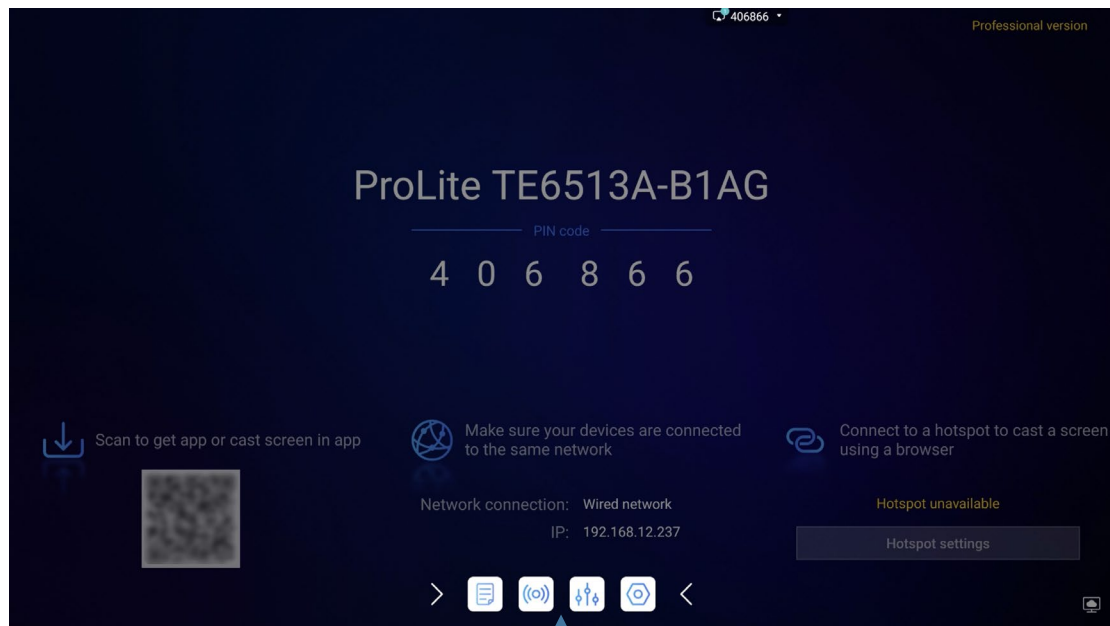 406866
Professional version
ProLite TE6513A-B1AG
PIN code
4 0 6 8 6 6
Scan to get app or cast screen in app
Make sure your devices are connected
to the same network
Connect to a hotspot to cast a screen
using a browser
Network connection: Wired network
IP: 192.168.12.237
Hotspot unavailable
Hotspot settings